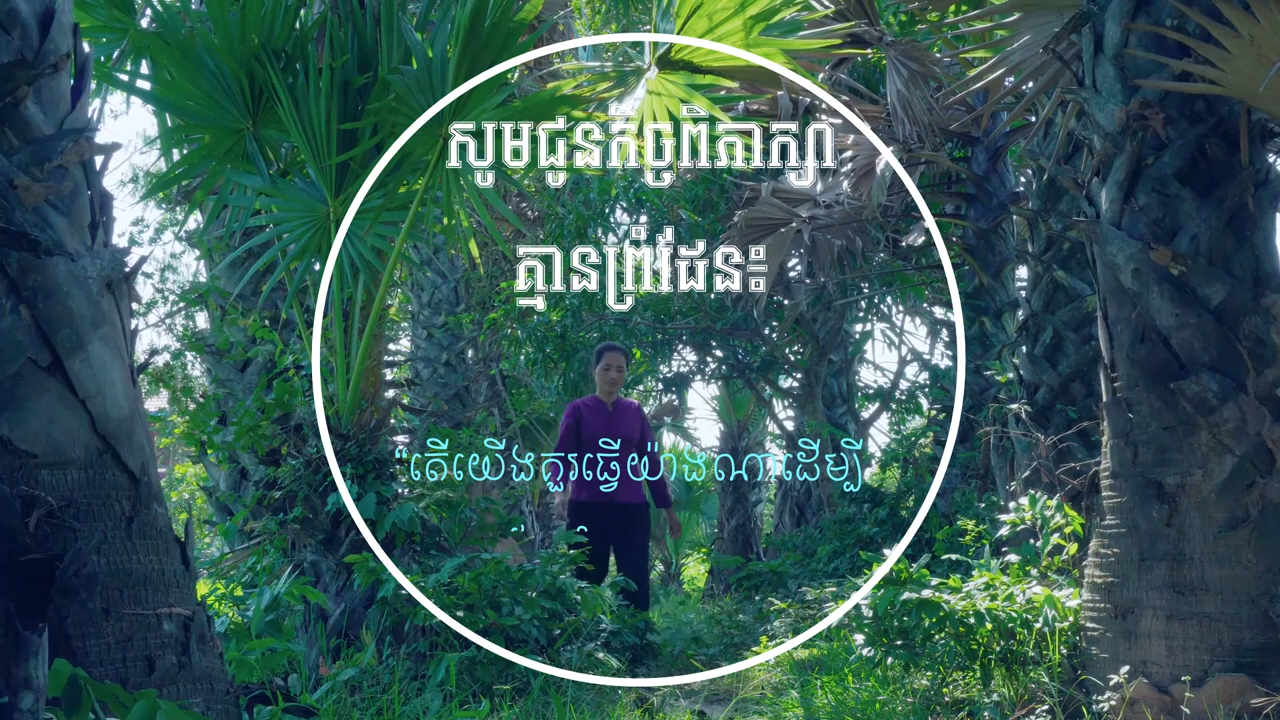 សូមជូនកិច្ចពិភាក្សា
គ្មានព្រំដែននេះ
“តើយើងគួរធ្វើយ៉ាងណាដើម្បី